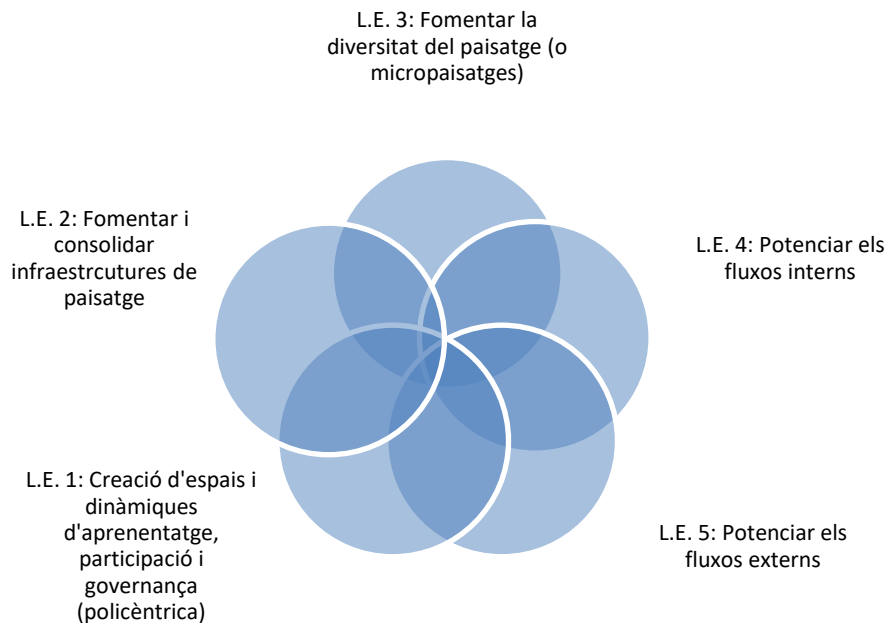 L.E. 3: Fomentar la
diversitat del paisatge (o
micropaisatges)
L.E. 2: Fomentar i
consolidar
infraestrcutures de
paisatge
L.E. 4: Potenciar els
fluxos interns
L.E. 1: Creació d'espais i
dinàmiques
d'aprenentatge,
participació i
governança
(policèntrica)
L.E. 5: Potenciar els
fluxos externs